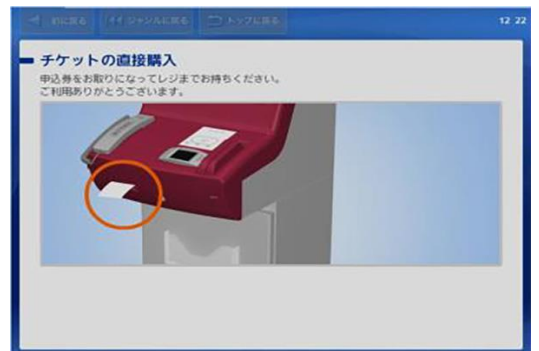 前に戻る ジャンルに戻る トップに戻る 12 22
チケットの直接購入
申込券をお取りになってレジまでお持ちください。
ご利用ありがとうございます。